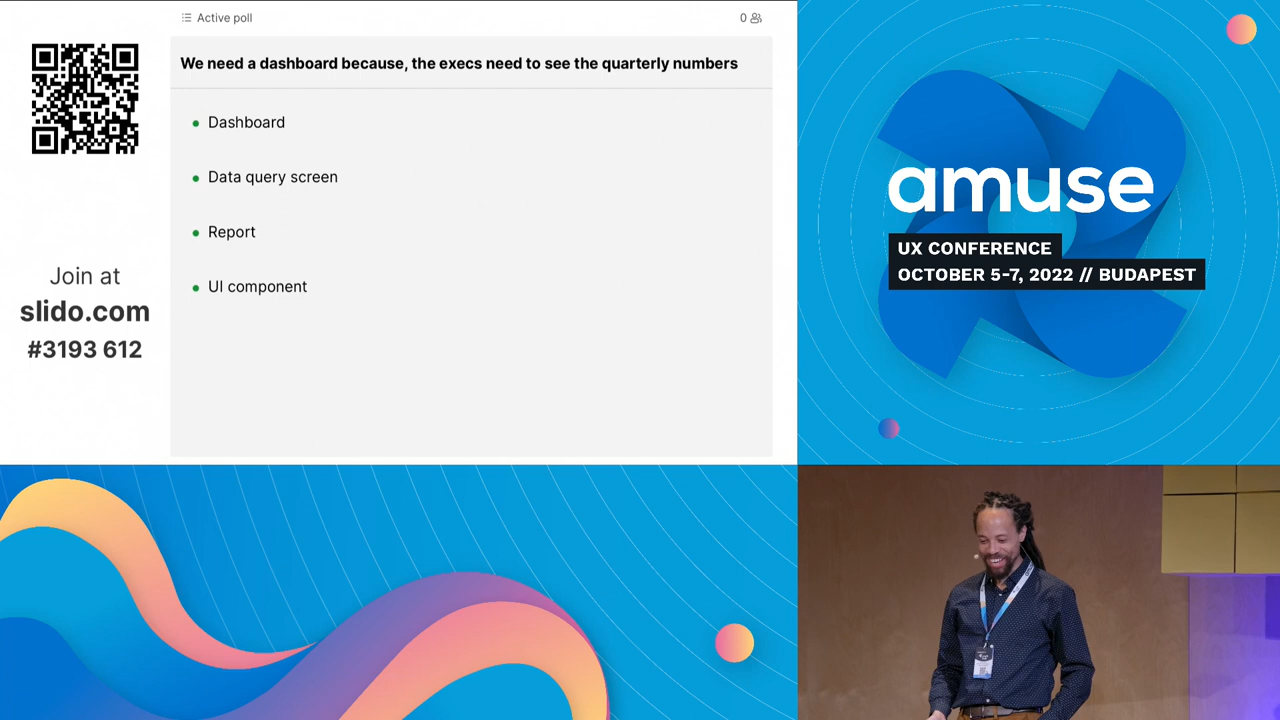 Active poll
0
We need a dashboard because, the execs need to see the quarterly numbers
Dashboard
Data query screen
Report
UI component
Join at
slido.com
#3193 612
amuse
UX CONFERENCE
OCTOBER 5-7, 2022 // BUDAPEST